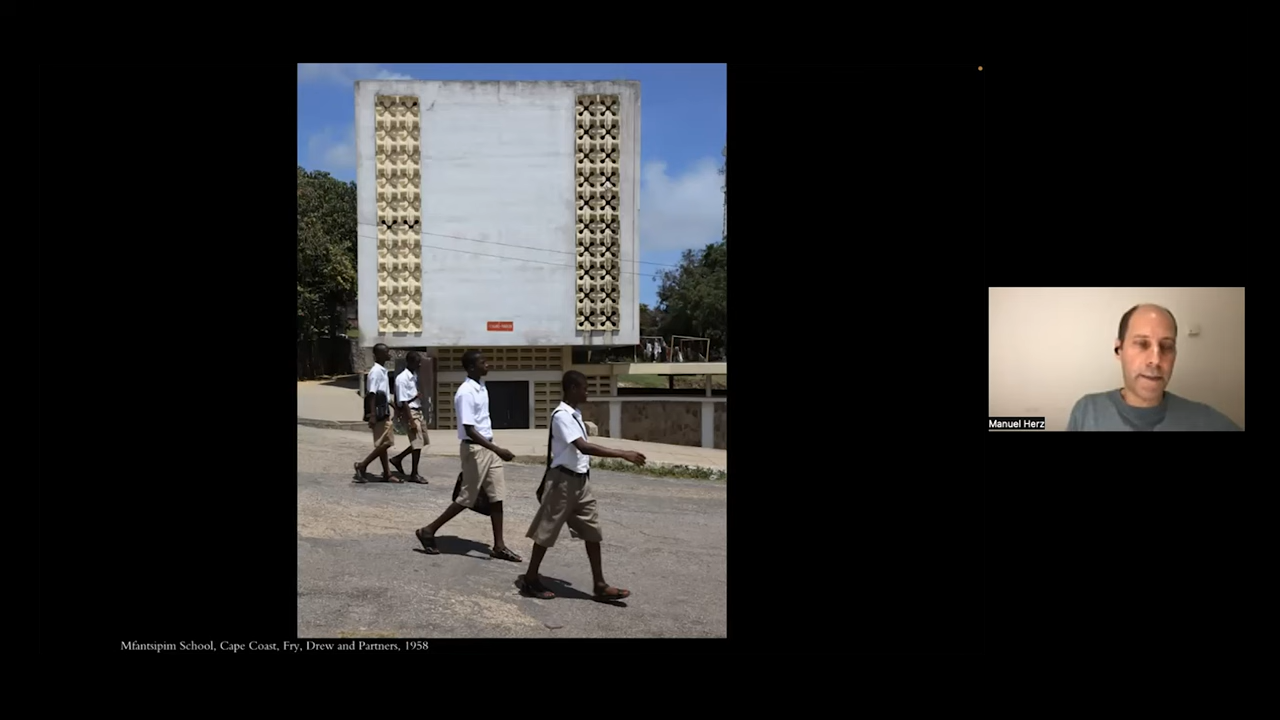 Manuel Herz
Mfantsipim School, Cape Coast, Fry, Drew and Partners, 1958